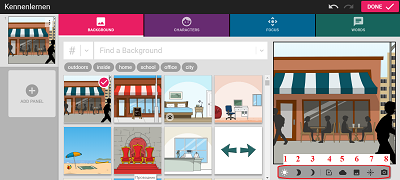 Kennenlernen
DONE
BACKGROUND
CHARACTERS
FOCUS
WORDS
# Find a Background
outdoors inside home school office city
ADD PANEL
1 2 3 4 5 6 7 8